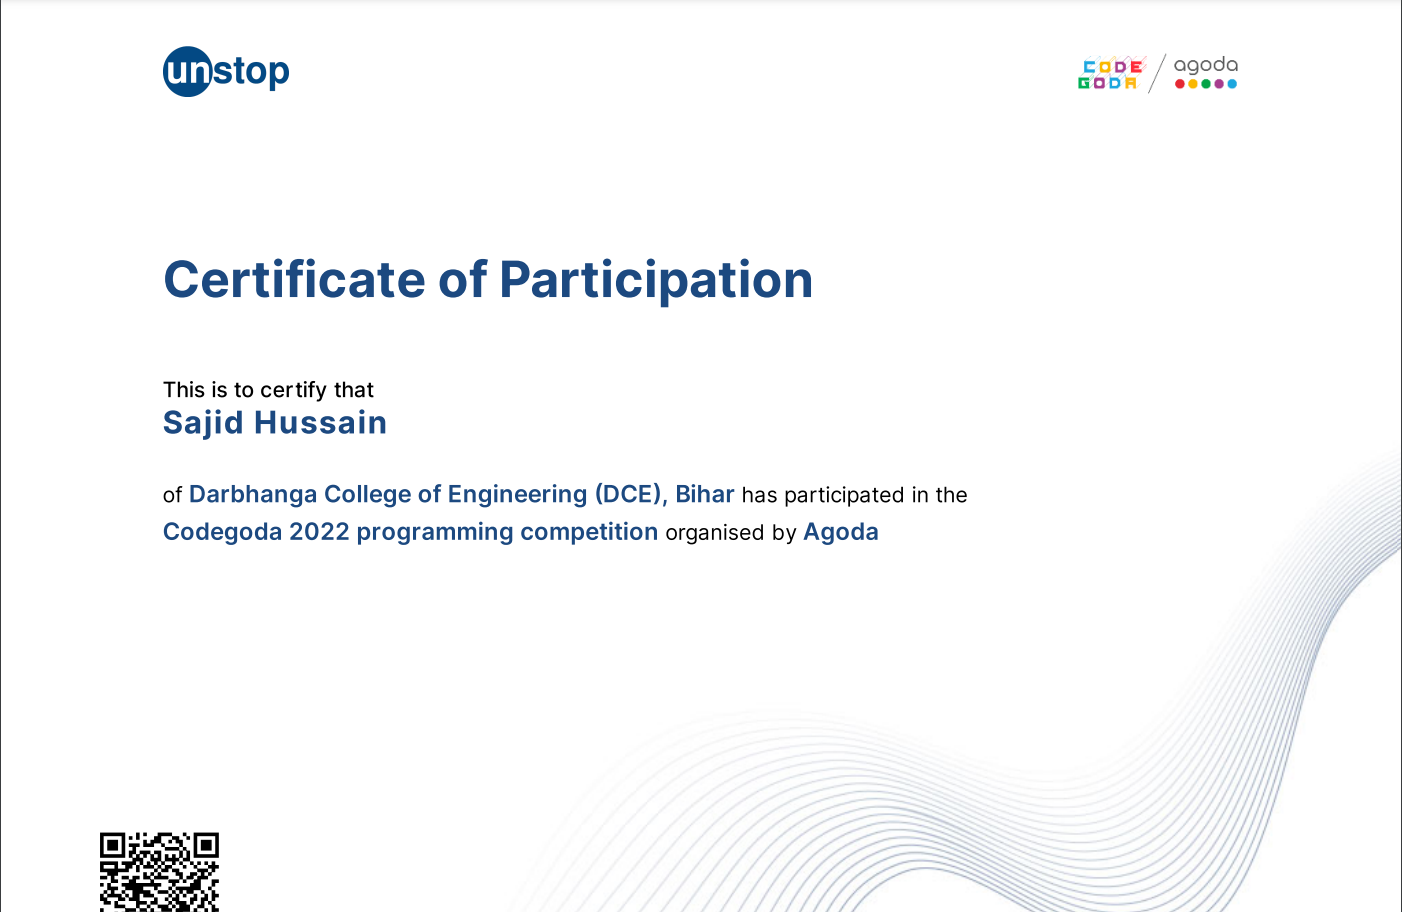 unstop
CODE GODA
agoda
Certificate of Participation
This is to certify that
Sajid Hussain
of Darbhanga College of Engineering (DCE), Bihar has participated in the
Codegoda 2022 programming competition organised by Agoda